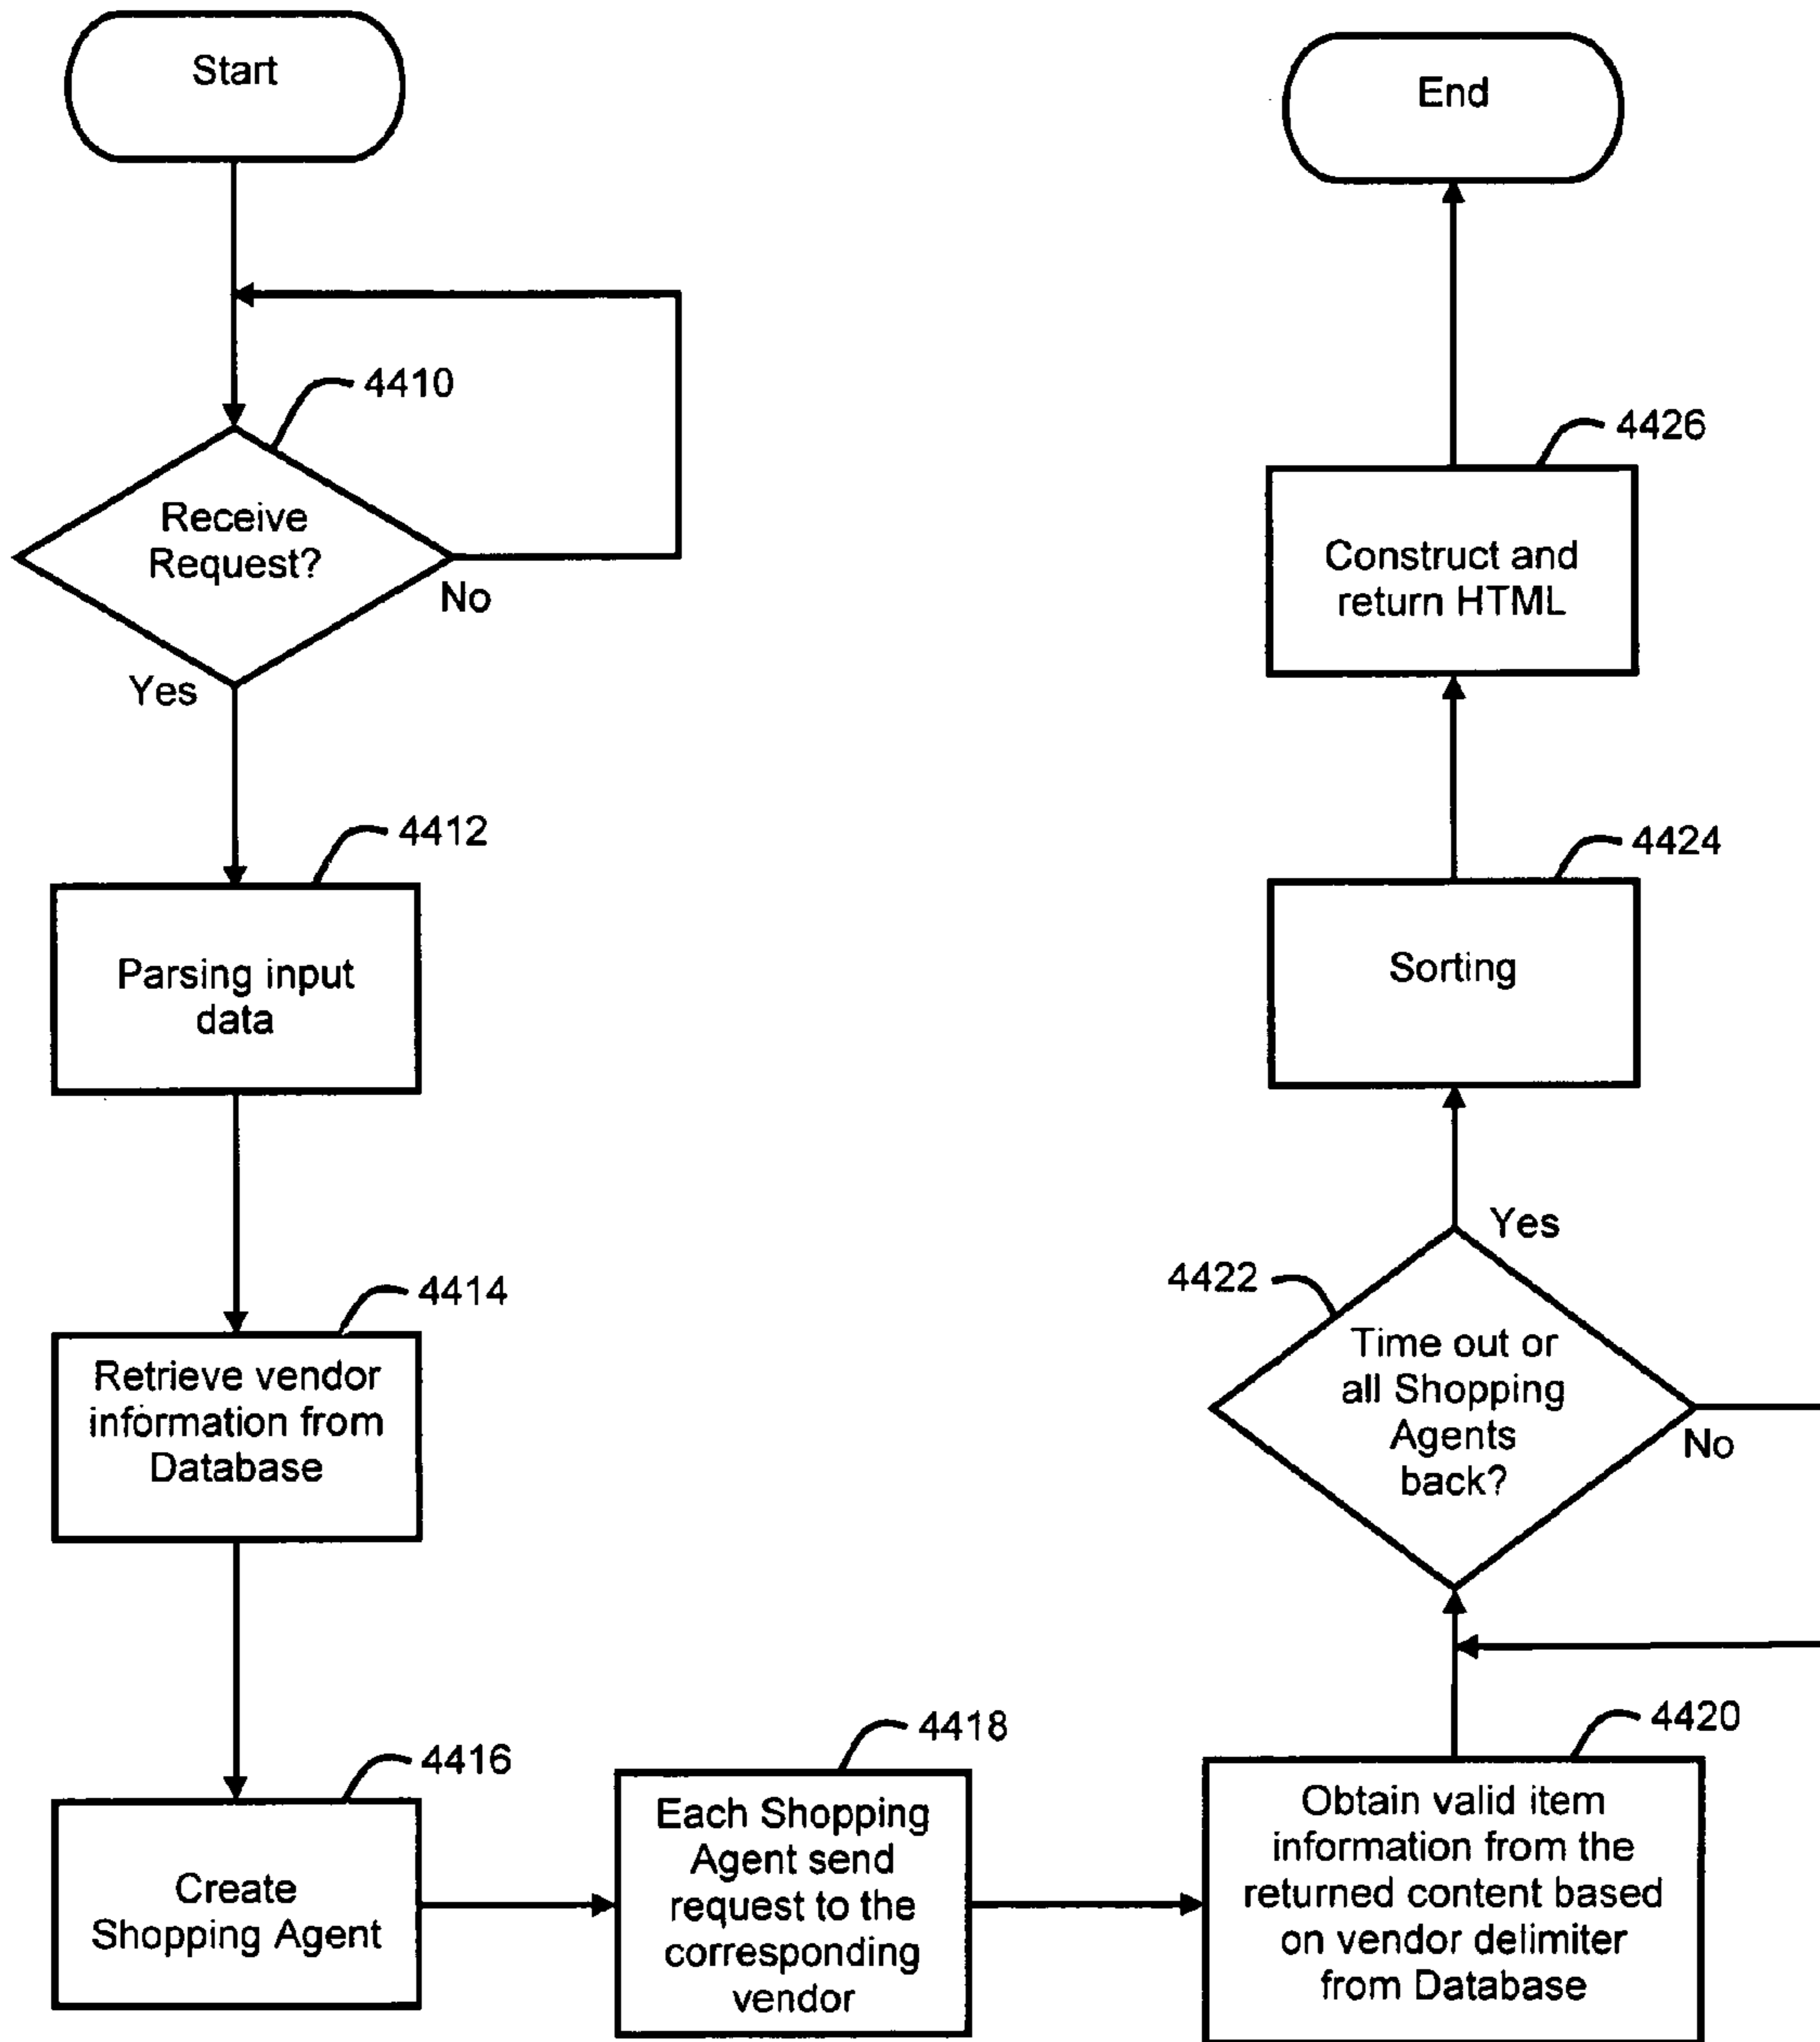 Start
4410
Receive
Request?
No
Yes
4412
Parsing input
data
4414
Retrieve vendor
information from
Database
4416
Create
Shopping Agent
4418
Each Shopping
Agent send
request to the
corresponding
vendor
4420
Obtain valid item
information from the
returned content based
on vendor delimiter
from Database
4422
Time out or
all Shopping
Agents
back?
No
Yes
4424
Sorting
4426
Construct and
return HTML
End